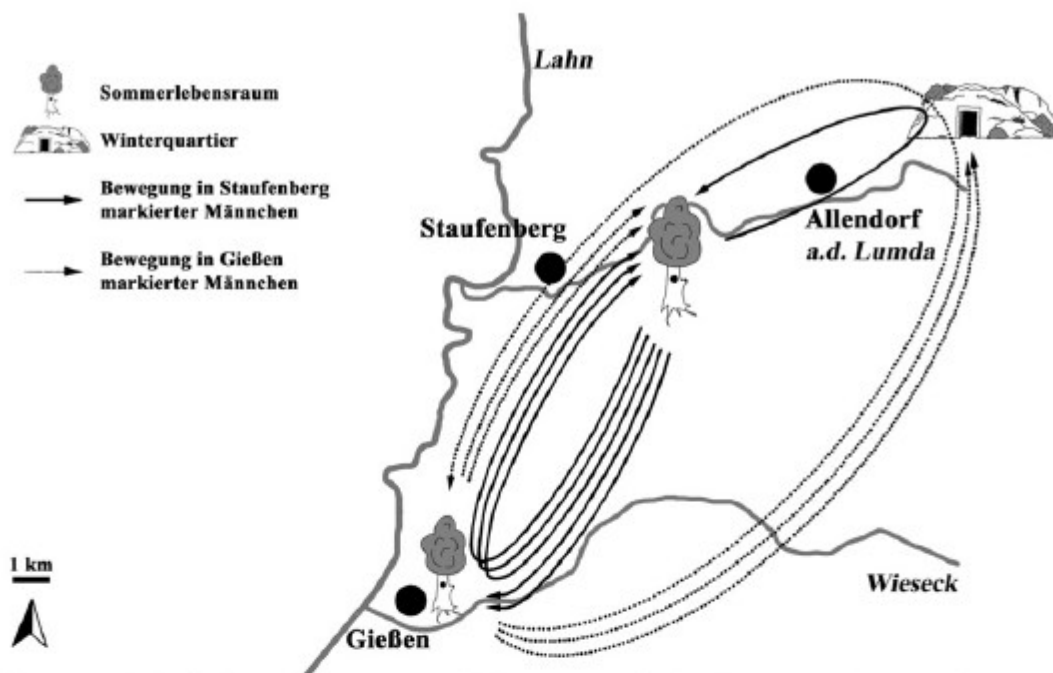 Sommerlebensraum
Winterquartier
Bewegung in Staufenberg
markierter Männchen
Bewegung in Gießen
markierter Männchen
Lahn
Staufenberg
Allendorf
a.d. Lumda
Wieseck
Gießen
1 km